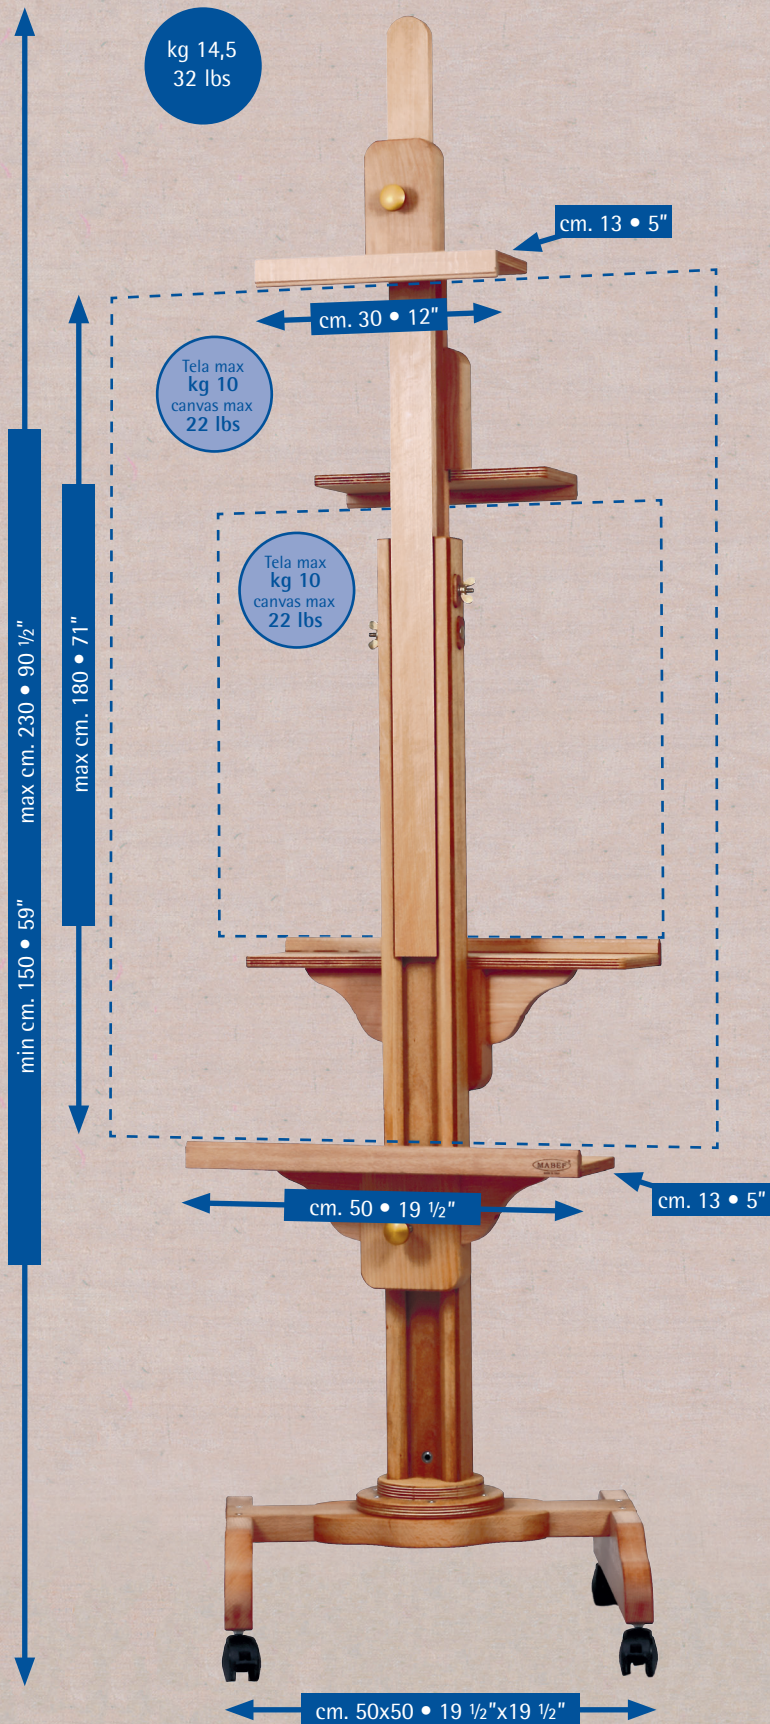 kg 14,5
32 lbs
cm. 13 • 5"
cm. 30 • 12"
Tela max
kg 10
canvas max
22 lbs
Tela max
kg 10
canvas max
22 lbs
min cm. 150 • 59" max cm. 230 • 90 ½"
max cm. 180 • 71"
MABEF
cm. 50 • 19 ½"
cm. 13 • 5"
cm. 50x50 • 19 ½"x19 ½"